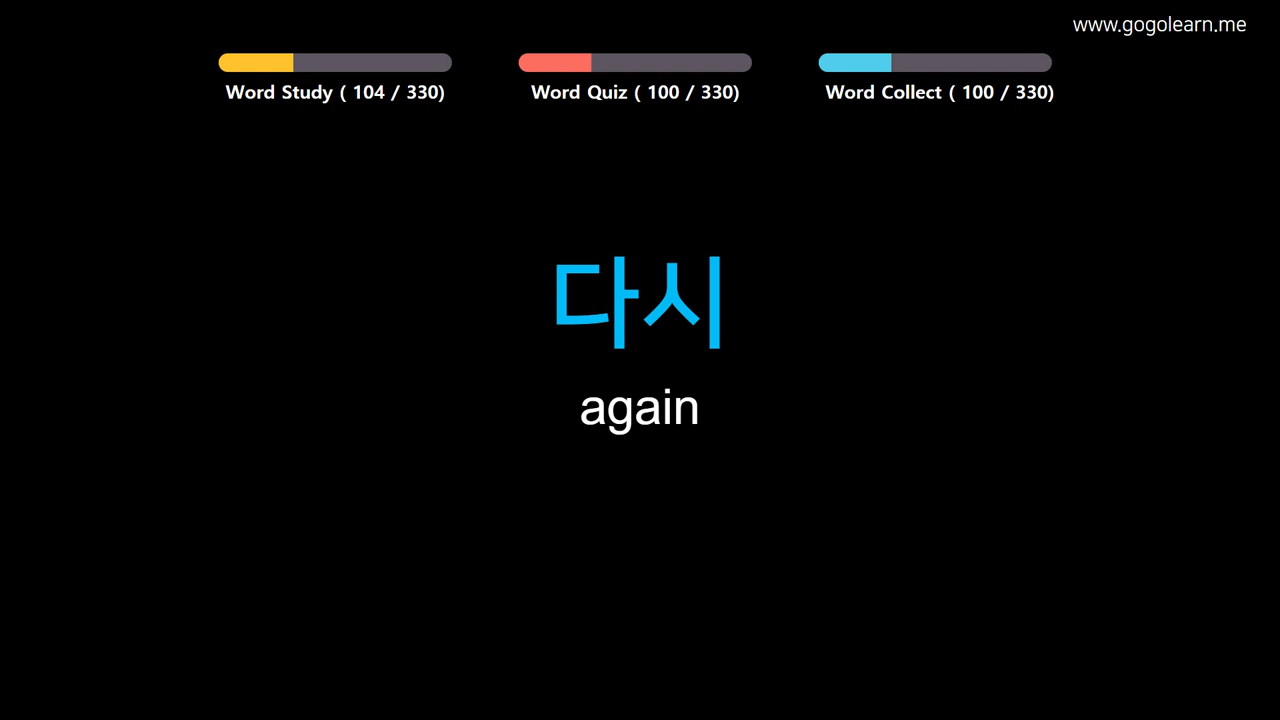 www.gogolearn.me
Word Study ( 104 / 330)
Word Quiz ( 100 / 330)
Word Collect ( 100 / 330)
다시
again